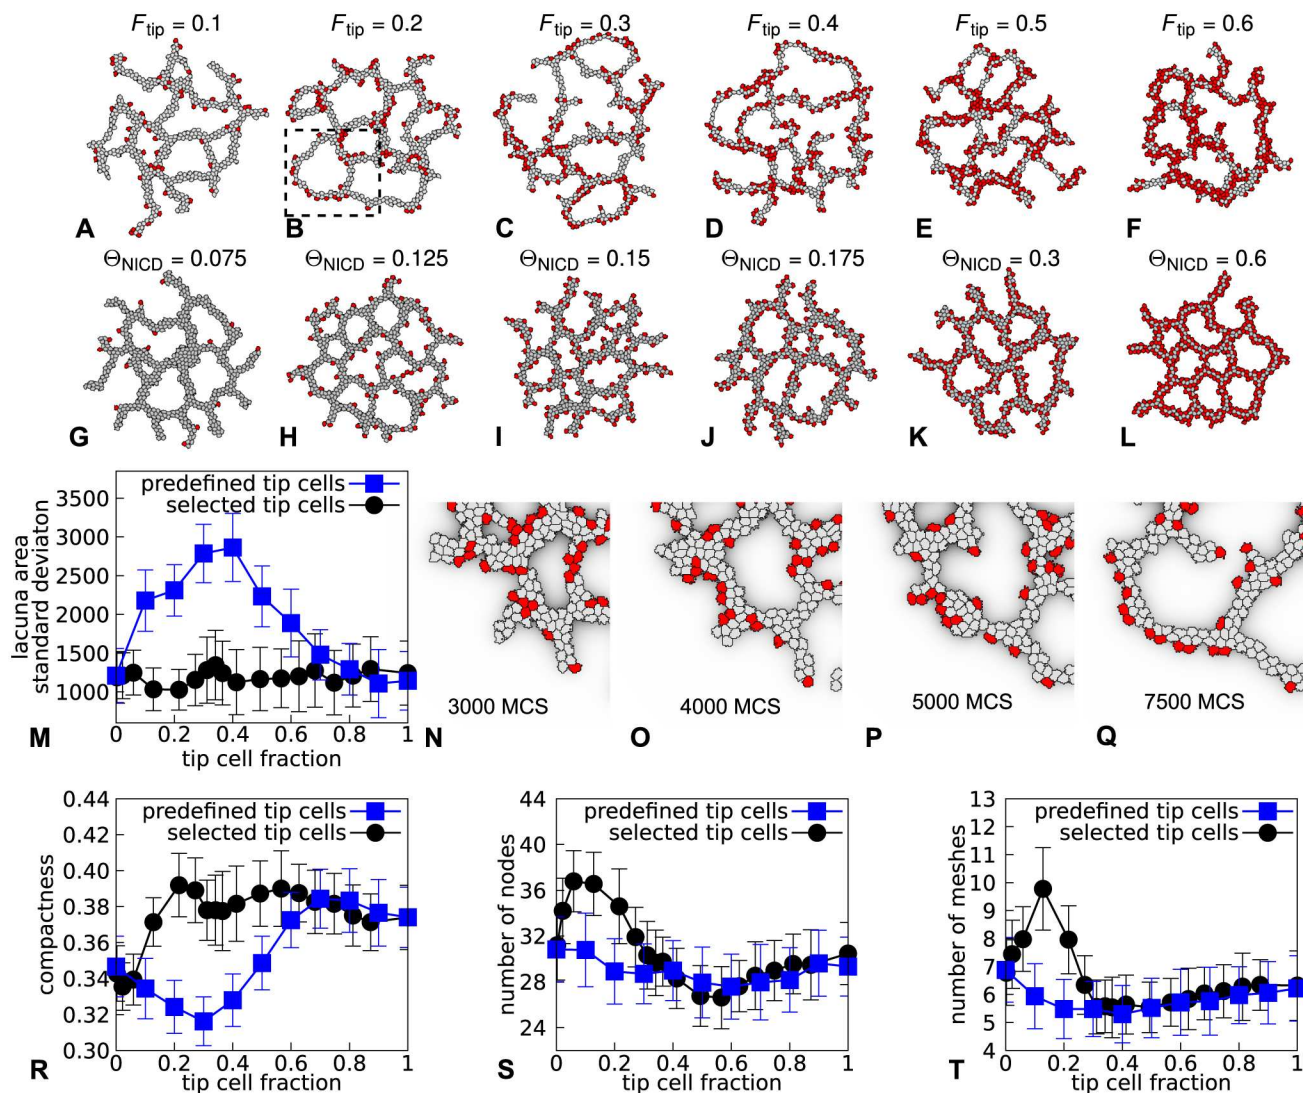 F_tip = 0.1
F_tip = 0.2
F_tip = 0.3
F_tip = 0.4
F_tip = 0.5
F_tip = 0.6
A
B
C
D
E
F
Θ_NICD = 0.075
Θ_NICD = 0.125
Θ_NICD = 0.15
Θ_NICD = 0.175
Θ_NICD = 0.3
Θ_NICD = 0.6
G
H
I
J
K
L
predefined tip cells
selected tip cells
lacuna area
standard deviaton
3500
3000
2500
2000
1500
1000
0 0.2 0.4 0.6 0.8 1
tip cell fraction
M
3000 MCS
N
4000 MCS
O
5000 MCS
P
7500 MCS
Q
predefined tip cells
selected tip cells
compactness
0.44
0.42
0.40
0.38
0.36
0.34
0.32
0.30
0 0.2 0.4 0.6 0.8 1
tip cell fraction
R
predefined tip cells
selected tip cells
number of nodes
44
40
36
32
28
24
0 0.2 0.4 0.6 0.8 1
tip cell fraction
S
predefined tip cells
selected tip cells
number of meshes
13
12
11
10
9
8
7
6
5
4
0 0.2 0.4 0.6 0.8 1
tip cell fraction
T